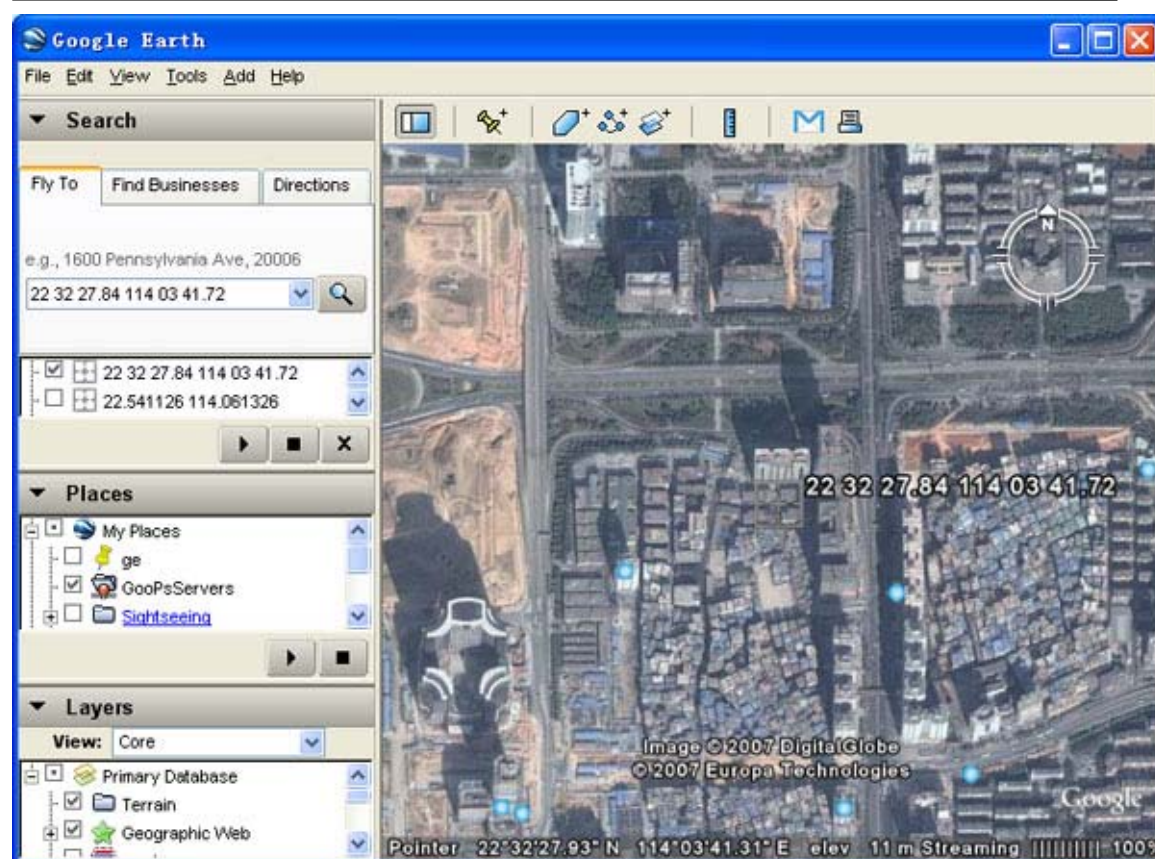 Google Earth
File Edit View Tools Add Help
Search
Fly To Find Businesses Directions
e.g., 1600 Pennsylvania Ave, 20006
22 32 27.84 114 03 41.72
22 32 27.84 114 03 41.72
22.541126 114.061326
Places
My Places
ge
GooPsServers
Sightseeing
Layers
View: Core
Primary Database
Terrain
Geographic Web
N
22 32 27.84 114 03 41.72
Image © 2007 DigitalGlobe
© 2007 Europa Technologies
Google
Pointer 22°32'27.93" N 114°03'41.31" E elev 11 m Streaming ||||||||| 100%